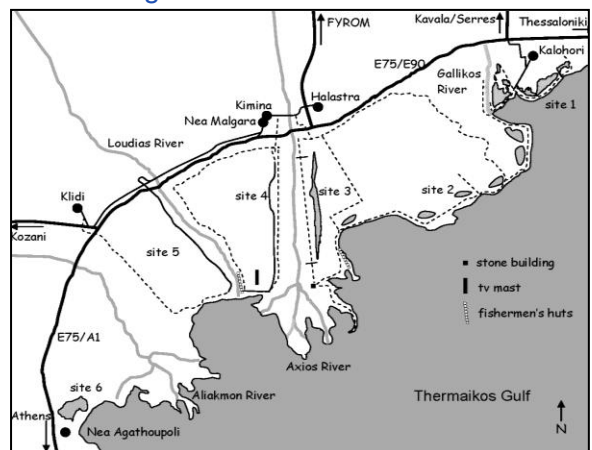 FYROM
Kavala/Serres
Thessaloniki
Kalohori
E75/E90
Gallikos
River
site 1
Kimina
Halastra
Nea Malgara
Loudias River
site 4
site 3
site 2
Klidi
Kozani
site 5
stone building
tv mast
fishermen's huts
E75/A1
Axios River
site 6
Aliakmon River
Thermaikos Gulf
Athens
Nea Agathoupoli
N